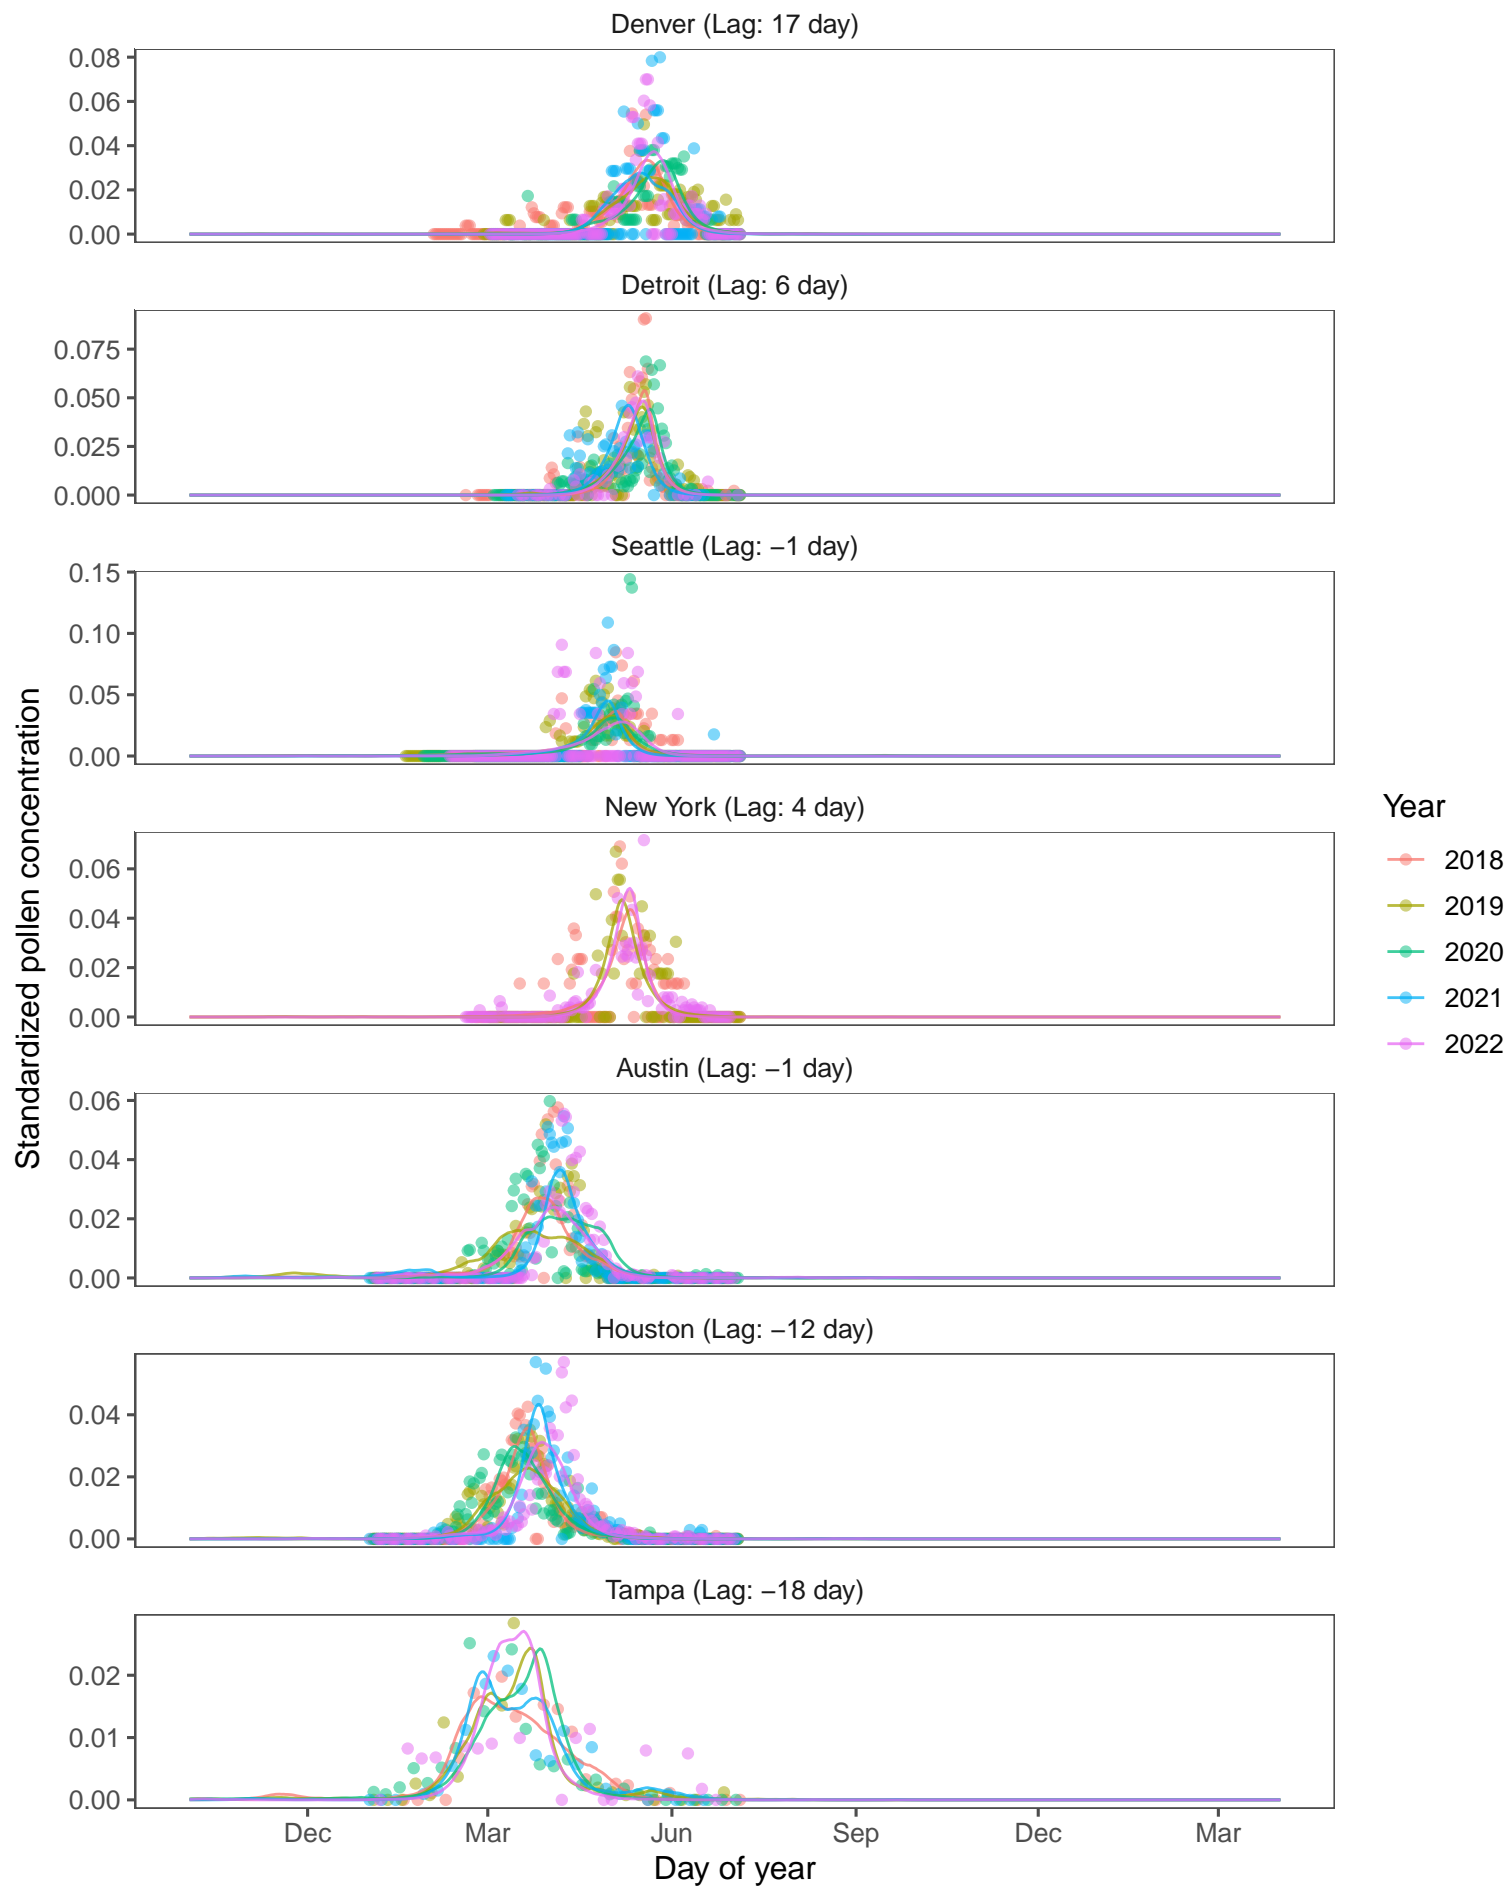 Denver (Lag: 17 day)
0.08
0.06
0.04
0.02
0.00
Detroit (Lag: 6 day)
0.075
0.050
0.025
0.000
Seattle (Lag: −1 day)
0.15
0.10
0.05
0.00
New York (Lag: 4 day)
0.06
0.04
0.02
0.00
Austin (Lag: −1 day)
0.06
0.04
0.02
0.00
Houston (Lag: −12 day)
0.04
0.02
0.00
Tampa (Lag: −18 day)
0.02
0.01
0.00
Dec Mar Jun Sep Dec Mar
Day of year
Standardized pollen concentration
Year
2018
2019
2020
2021
2022